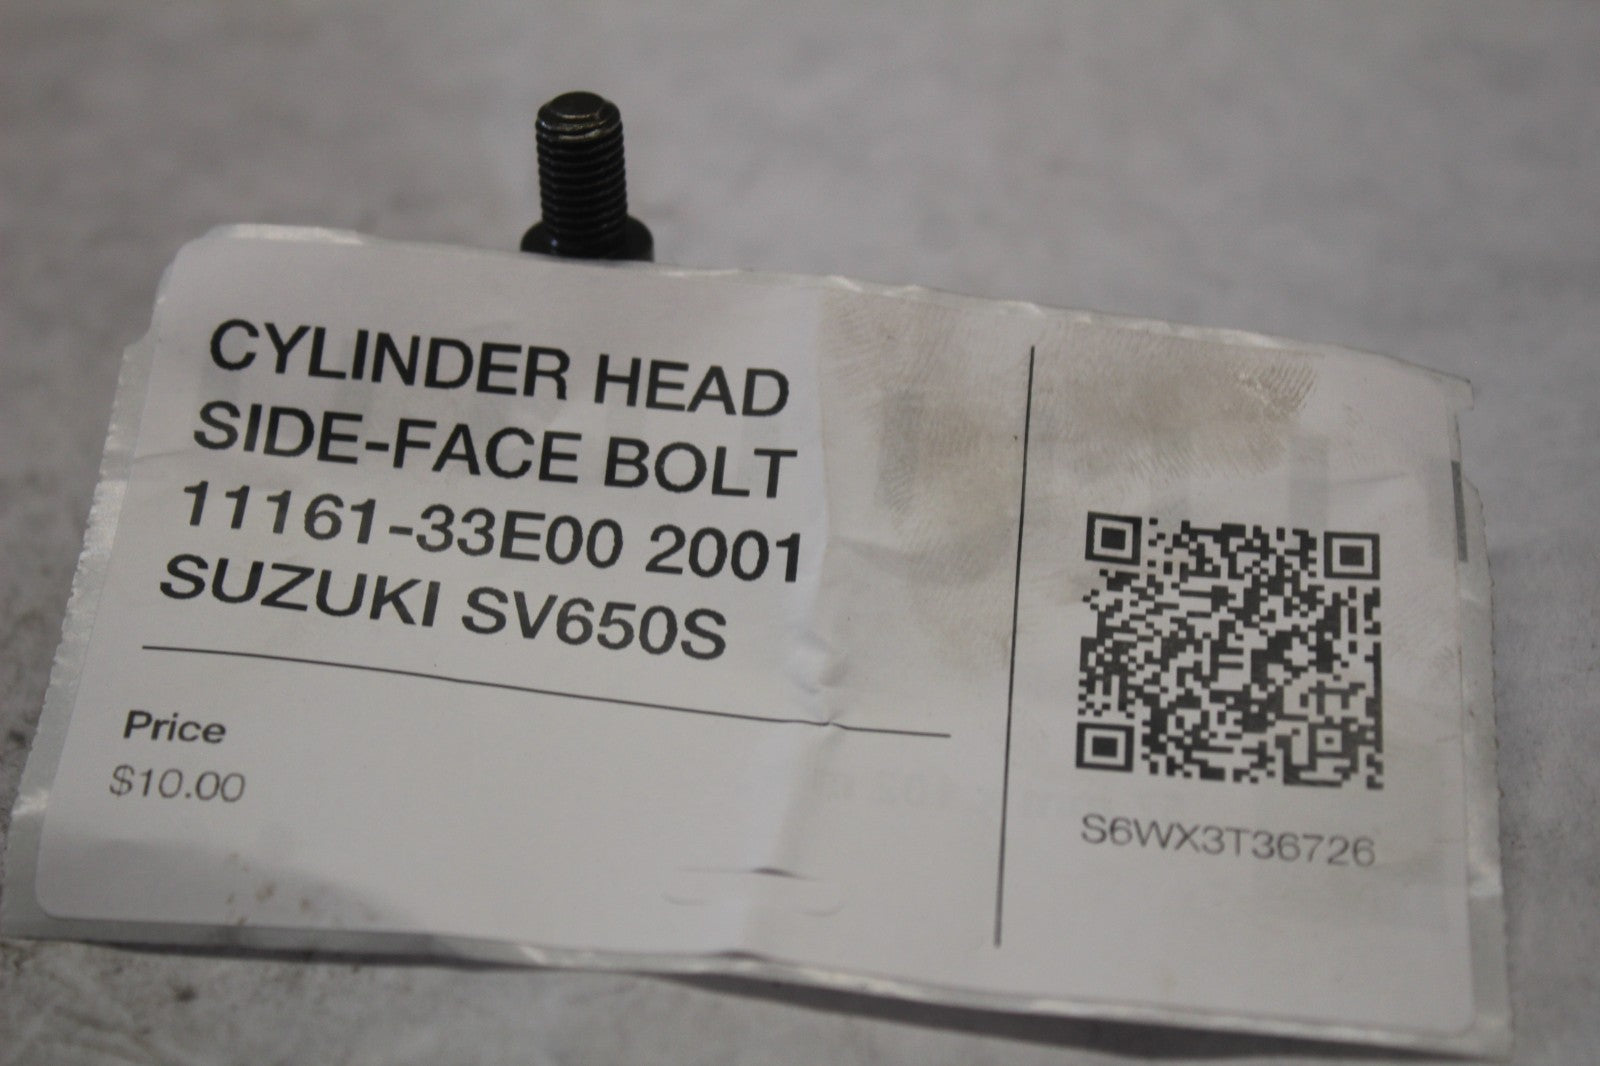 CYLINDER HEAD
SIDE-FACE BOLT
11161-33E00 2001
SUZUKI SV650S
Price
$10.00
S6WX3T36726